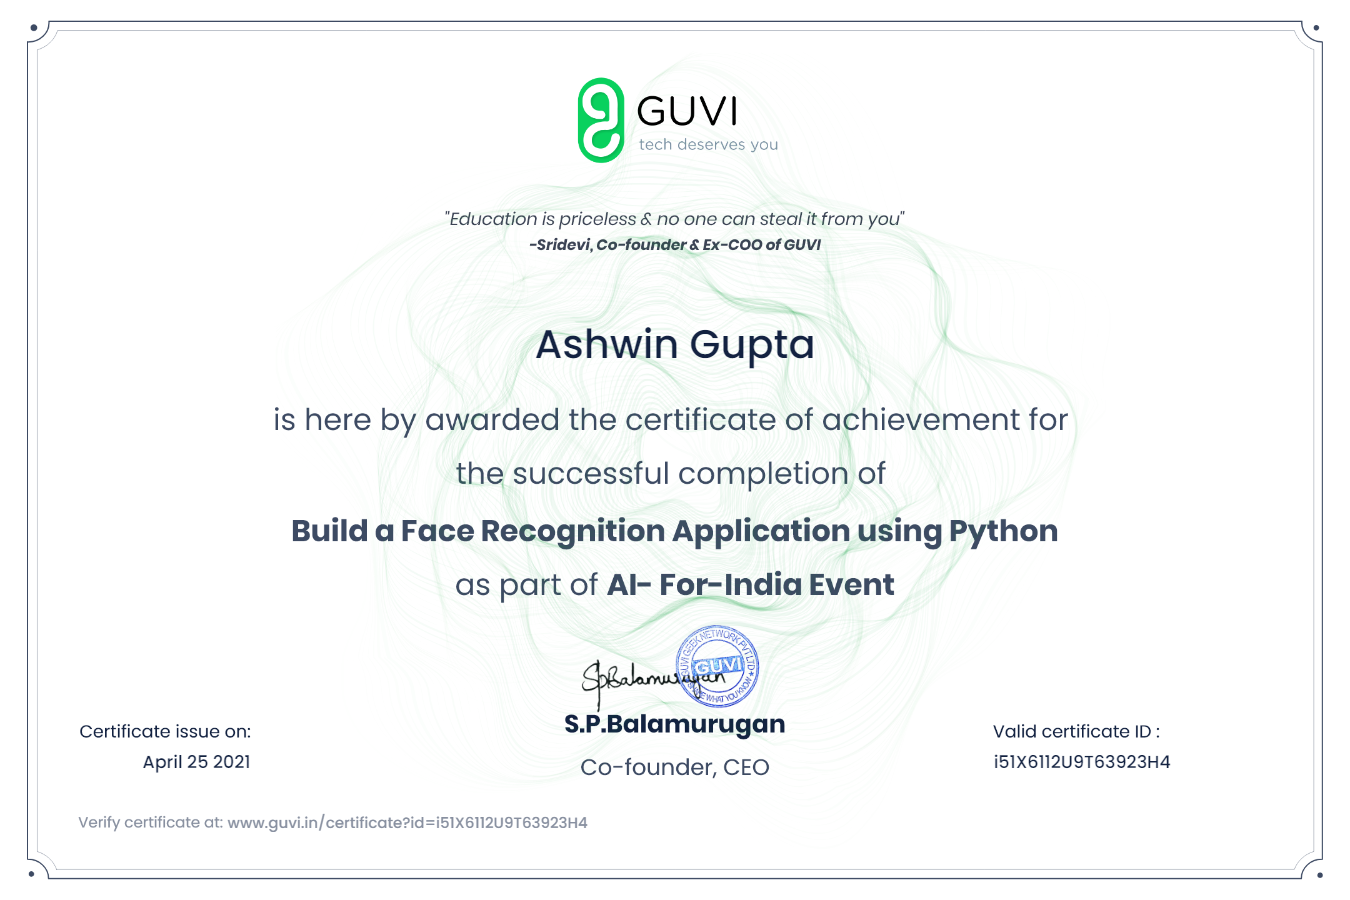 GUVI
tech deserves you
"Education is priceless & no one can steal it from you"
-Sridevi, Co-founder & Ex-COO of GUVI
Ashwin Gupta
is here by awarded the certificate of achievement for
the successful completion of
Build a Face Recognition Application using Python
as part of AI- For-India Event
S.P.Balamurugan
GUVI GEEK NETWORK PVT LTD
GUVI
WHAT YOU KNOW
S.P.Balamurugan
Co-founder, CEO
Certificate issue on:
April 25 2021
Valid certificate ID :
i51X6112U9T63923H4
Verify certificate at: www.guvi.in/certificate?id=i51X6112U9T63923H4